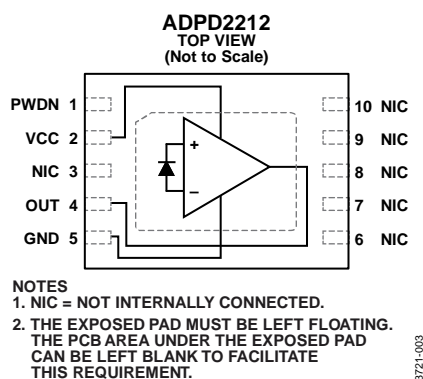 ADPD2212
TOP VIEW
(Not to Scale)
PWDN 1
VCC 2
NIC 3
OUT 4
GND 5
10 NIC
9 NIC
8 NIC
7 NIC
6 NIC
+
–
NOTES
1. NIC = NOT INTERNALLY CONNECTED.
2. THE EXPOSED PAD MUST BE LEFT FLOATING.
THE PCB AREA UNDER THE EXPOSED PAD
CAN BE LEFT BLANK TO FACILITATE
THIS REQUIREMENT.
3721-003